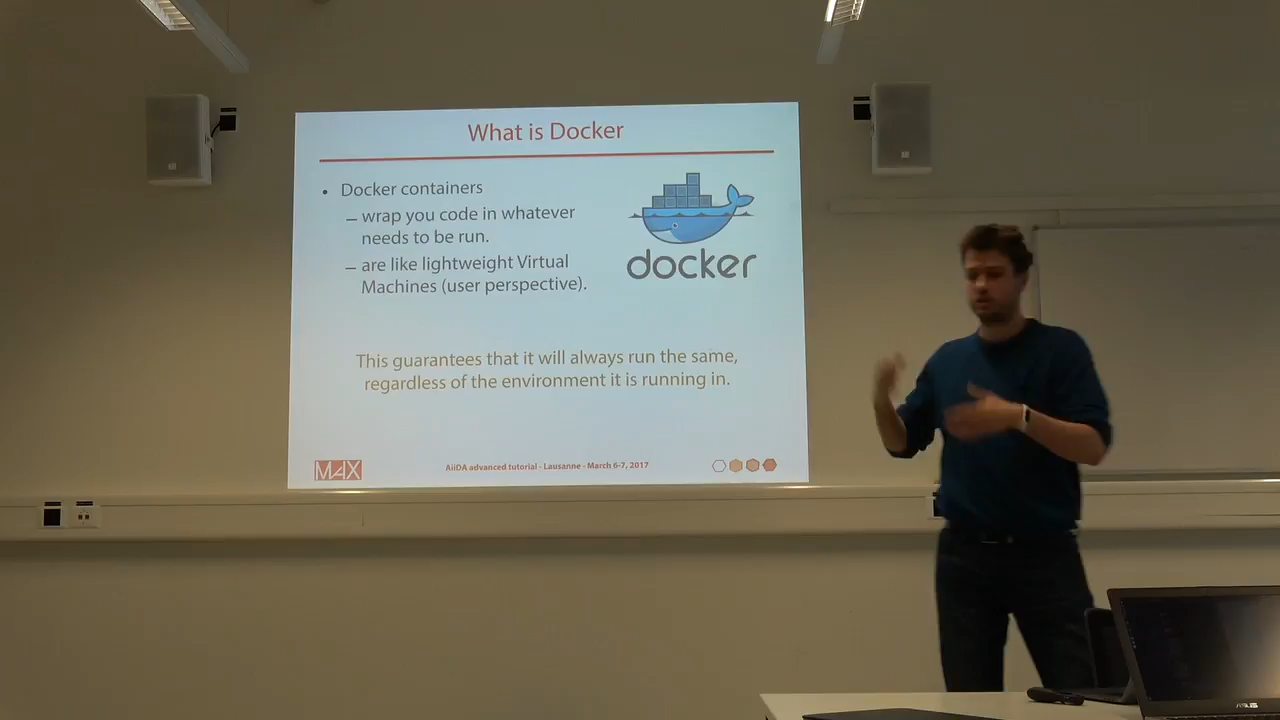 What is Docker
• Docker containers
– wrap you code in whatever
needs to be run.
– are like lightweight Virtual
Machines (user perspective).
docker
This guarantees that it will always run the same,
regardless of the environment it is running in.
MAX
AiiDA advanced tutorial - Lausanne - March 6-7, 2017
ASUS